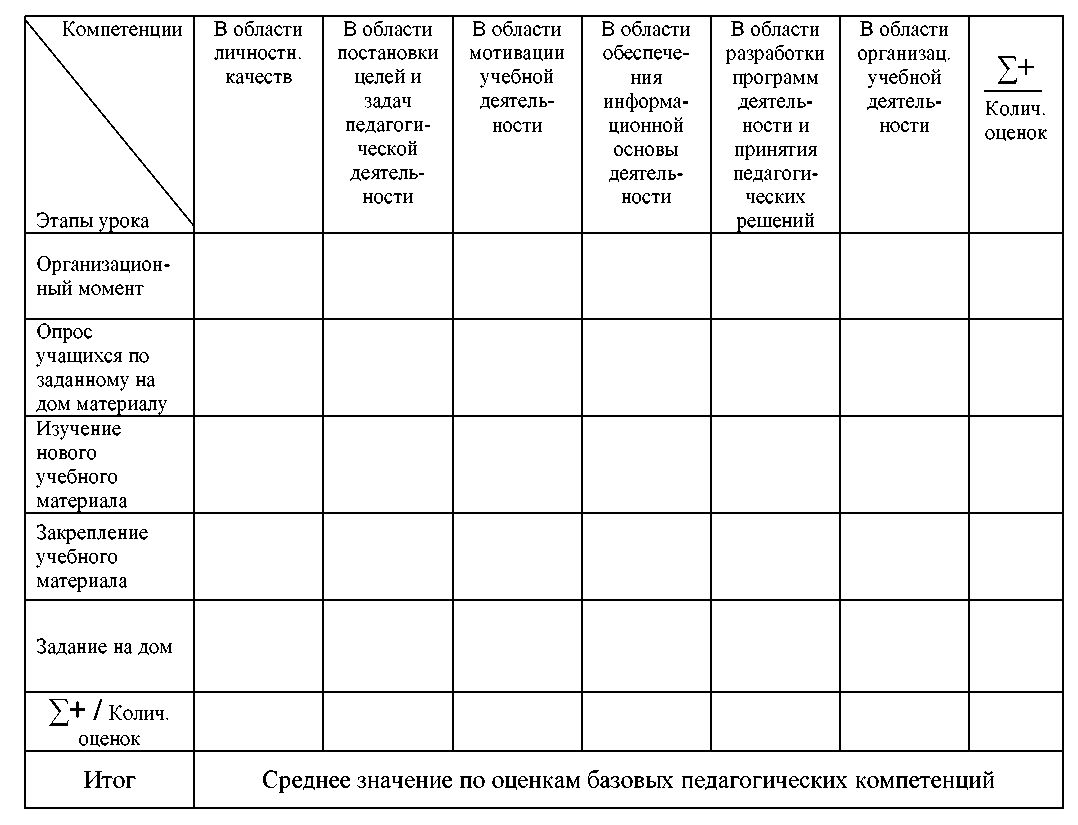 Компетенции
Этапы урока
В области
личностн.
качеств
В области
постановки
целей и
задач
педагоги-
ческой
деятель-
ности
В области
мотивации
учебной
деятель-
ности
В области
обеспече-
ния
информа-
ционной
основы
деятель-
ности
В области
разработки
программ
деятель-
ности и
принятия
педагоги-
ческих
решений
В области
организац.
учебной
деятель-
ности
∑+
Колич.
оценок
Организацион-
ный момент
Опрос
учащихся по
заданному на
дом материалу
Изучение
нового
учебного
материала
Закрепление
учебного
материала
Задание на дом
∑+ / Колич.
оценок
Итог
Среднее значение по оценкам базовых педагогических компетенций